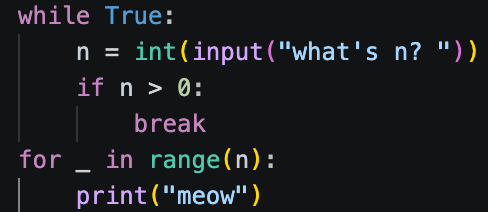 while True:
    n = int(input("what's n? "))
    if n > 0:
        break
for _ in range(n):
    print("meow")